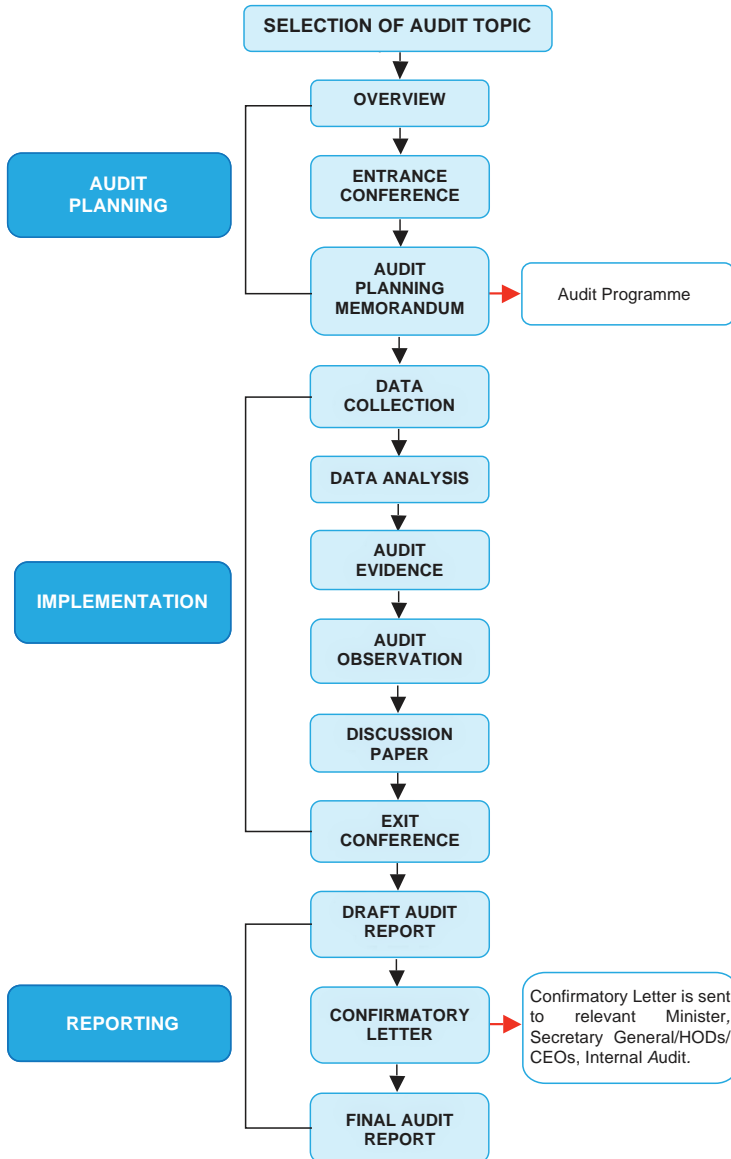 SELECTION OF AUDIT TOPIC
OVERVIEW
AUDIT
PLANNING
ENTRANCE
CONFERENCE
AUDIT
PLANNING
MEMORANDUM
Audit Programme
DATA
COLLECTION
DATA ANALYSIS
AUDIT
EVIDENCE
IMPLEMENTATION
AUDIT
OBSERVATION
DISCUSSION
PAPER
EXIT
CONFERENCE
DRAFT AUDIT
REPORT
REPORTING
CONFIRMATORY
LETTER
Confirmatory Letter is sent
to relevant Minister,
Secretary General/HODs/
CEOs, Internal Audit.
FINAL AUDIT
REPORT